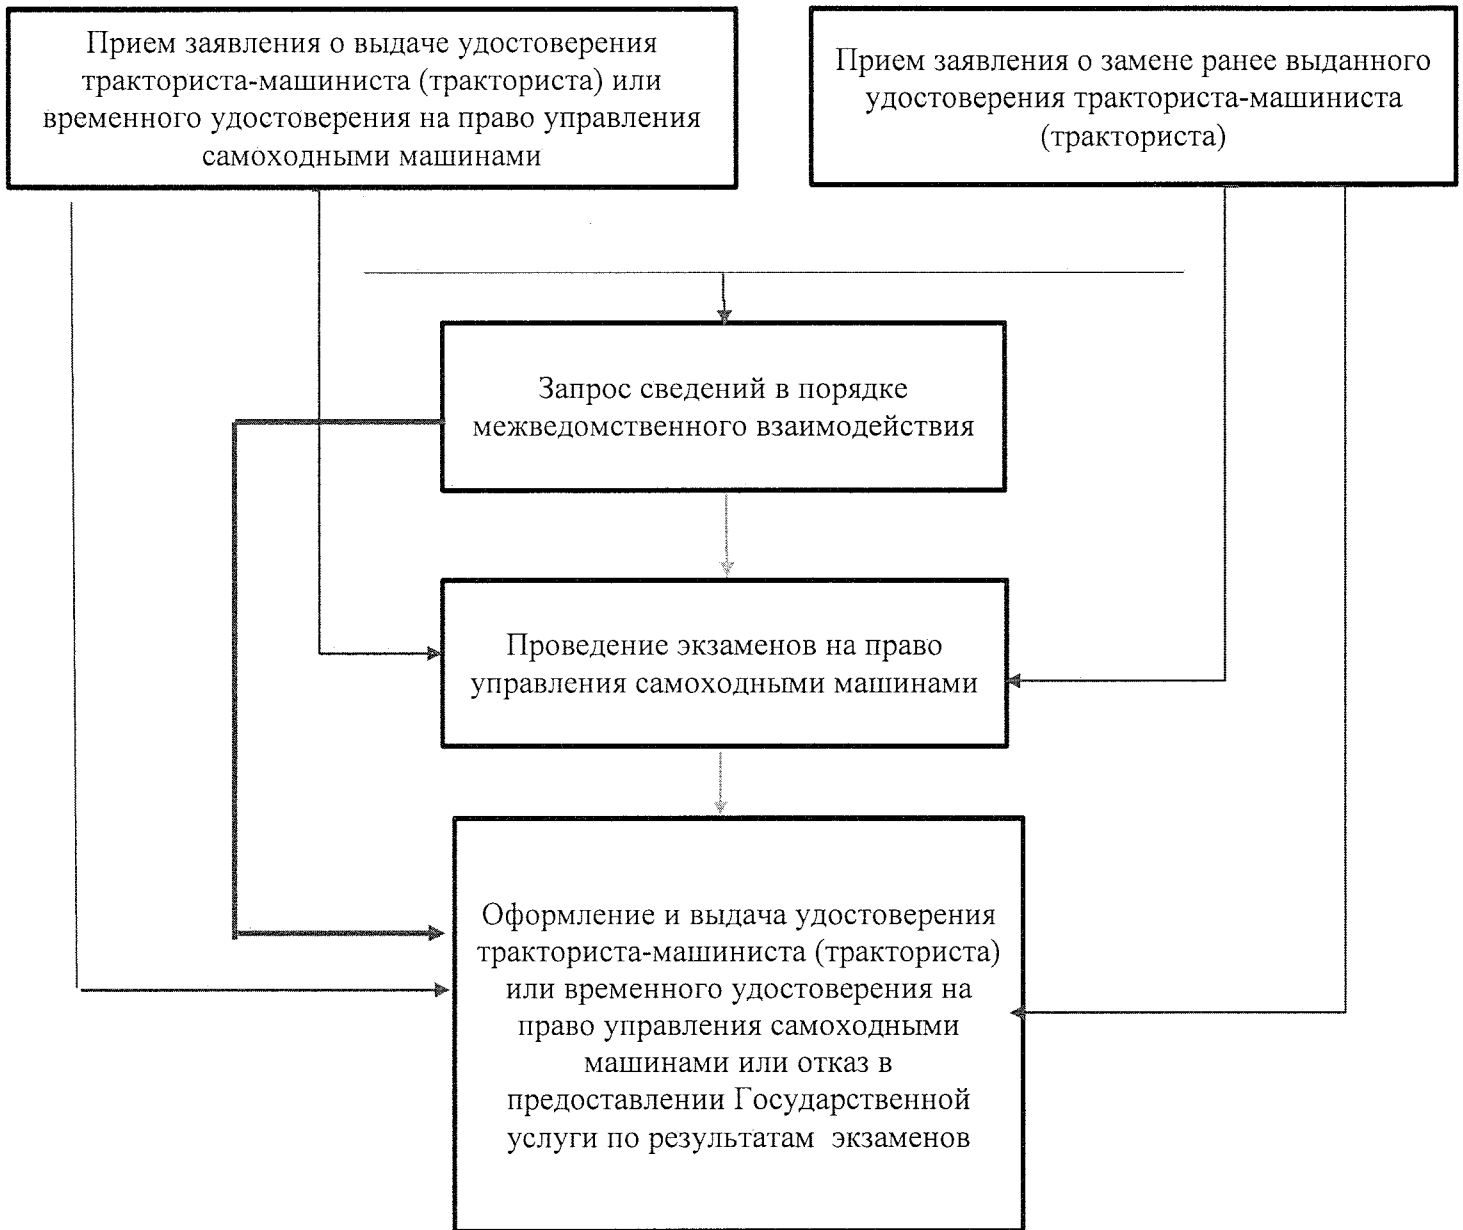 Прием заявления о выдаче удостоверения
тракториста-машиниста (тракториста) или
временного удостоверения на право управления
самоходными машинами
Прием заявления о замене ранее выданного
удостоверения тракториста-машиниста
(тракториста)
Запрос сведений в порядке
межведомственного взаимодействия
Проведение экзаменов на право
управления самоходными машинами
Оформление и выдача удостоверения
тракториста-машиниста (тракториста)
или временного удостоверения на
право управления самоходными
машинами или отказ в
предоставлении Государственной
услуги по результатам экзаменов